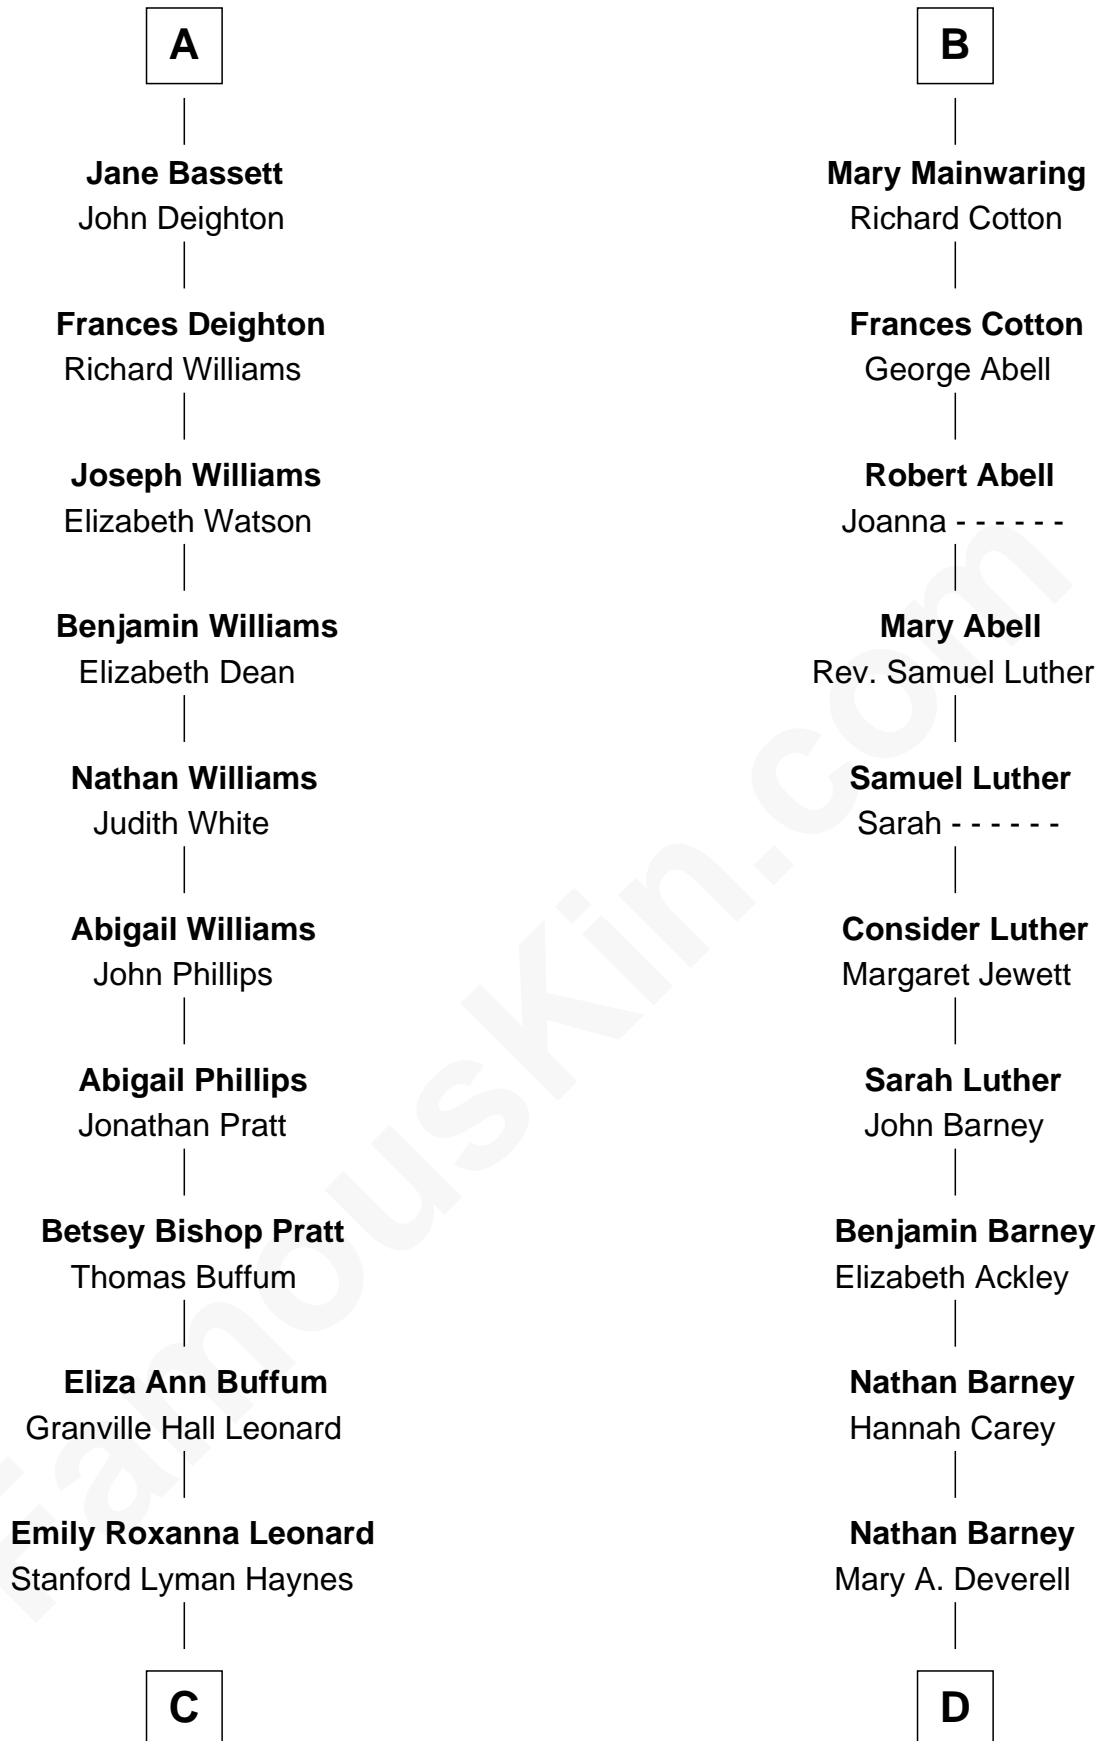 A
Jane Bassett
John Deighton
Frances Deighton
Richard Williams
Joseph Williams
Elizabeth Watson
Benjamin Williams
Elizabeth Dean
Nathan Williams
Judith White
Abigail Williams
John Phillips
Abigail Phillips
Jonathan Pratt
Betsey Bishop Pratt
Thomas Buffum
Eliza Ann Buffum
Granville Hall Leonard
Emily Roxanna Leonard
Stanford Lyman Haynes
C
B
Mary Mainwaring
Richard Cotton
Frances Cotton
George Abell
Robert Abell
Joanna - - - - - -
Mary Abell
Rev. Samuel Luther
Samuel Luther
Sarah - - - - - -
Consider Luther
Margaret Jewett
Sarah Luther
John Barney
Benjamin Barney
Elizabeth Ackley
Nathan Barney
Hannah Carey
Nathan Barney
Mary A. Deverell
D
FamousKin.com